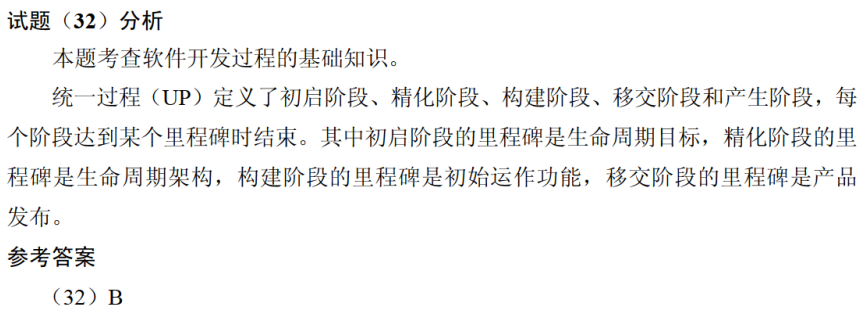 试题（32）分析
本题考查软件开发过程的基础知识。
统一过程（UP）定义了初启阶段、精化阶段、构建阶段、移交阶段和产生阶段，每
个阶段达到某个里程碑时结束。其中初启阶段的里程碑是生命周期目标，精化阶段的里
程碑是生命周期架构，构建阶段的里程碑是初始运作功能，移交阶段的里程碑是产品
发布。
参考答案
（32）B